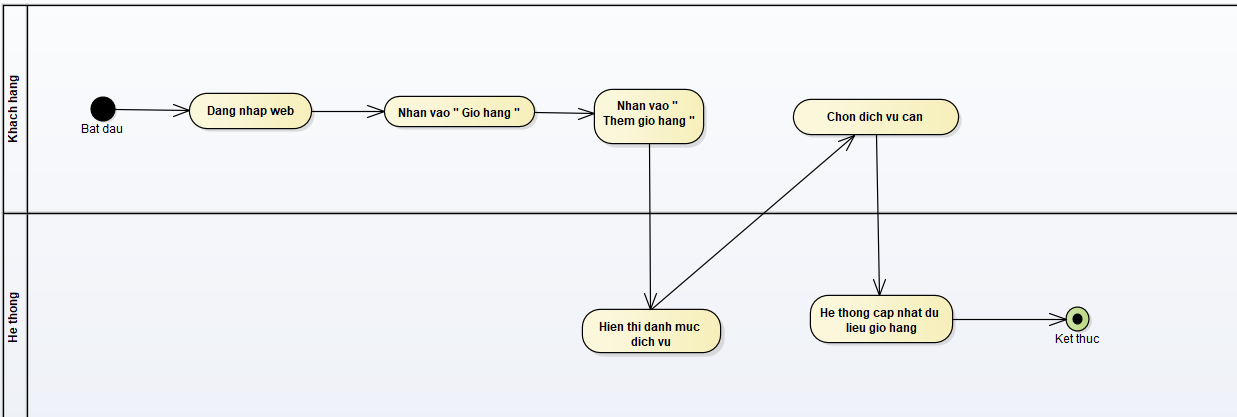 Khach hang
Bat dau
Dang nhap web
Nhan vao " Gio hang "
Nhan vao "
Them gio hang "
Chon dich vu can
He thong
Hien thi danh muc
dich vu
He thong cap nhat du
lieu gio hang
Ket thuc